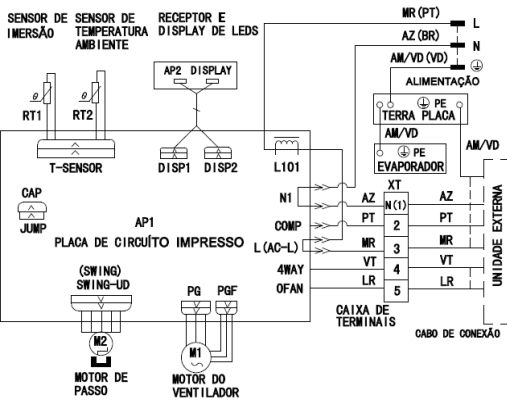 SENSOR DE IMERSÃO
SENSOR DE TEMPERATURA AMBIENTE
RECEPTOR E DISPLAY DE LEDS
MR(PT)
L
AZ(BR)
N
AM/VD(VD)
ALIMENTAÇÃO
AP2 DISPLAY
θ
RT1
θ
RT2
PE
TERRA PLACA
AM/VD
AM/VD
PE
EVAPORADOR
T-SENSOR
DISP1
DISP2
L101
CAP
JUMP
AP1
PLACA DE CIRCUÍTO IMPRESSO
N1
AZ
XT
N(1)
AZ
COMP
PT
2
PT
L(AC-L)
MR
3
MR
4WAY
VT
4
VT
OFAN
LR
5
LR
UNIDADE EXTERNA
(SWING)
SWING-UD
PG
PGF
CAIXA DE TERMINAIS
CABO DE CONEXÃO
M2
M1
MOTOR DE PASSO
MOTOR DO VENTILADOR